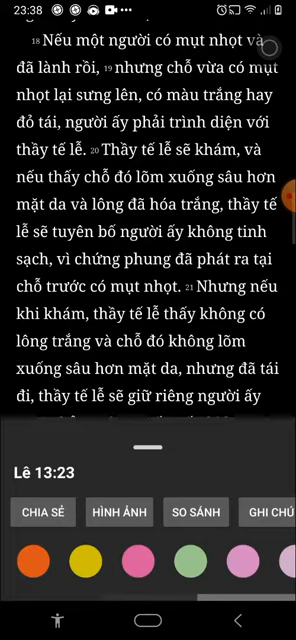 23:38
18 Nếu một người có mụt nhọt và
đã lành rồi, 19 nhưng chỗ vừa có mụt
nhọt lại sưng lên, có màu trắng hay
đỏ tái, người ấy phải trình diện với
thầy tế lễ. 20 Thầy tế lễ sẽ khám, và
nếu thấy chỗ đó lõm xuống sâu hơn
mặt da và lông đã hóa trắng, thầy tế
lễ sẽ tuyên bố người ấy không tinh
sạch, vì chứng phung đã phát ra tại
chỗ trước có mụt nhọt. 21 Nhưng nếu
khi khám, thầy tế lễ thấy không có
lông trắng và chỗ đó không lõm
xuống sâu hơn mặt da, nhưng đã tái
đi, thầy tế lễ sẽ giữ riêng người ấy
Lê 13:23
CHIA SẺ HÌNH ẢNH SO SÁNH GHI CHÚ